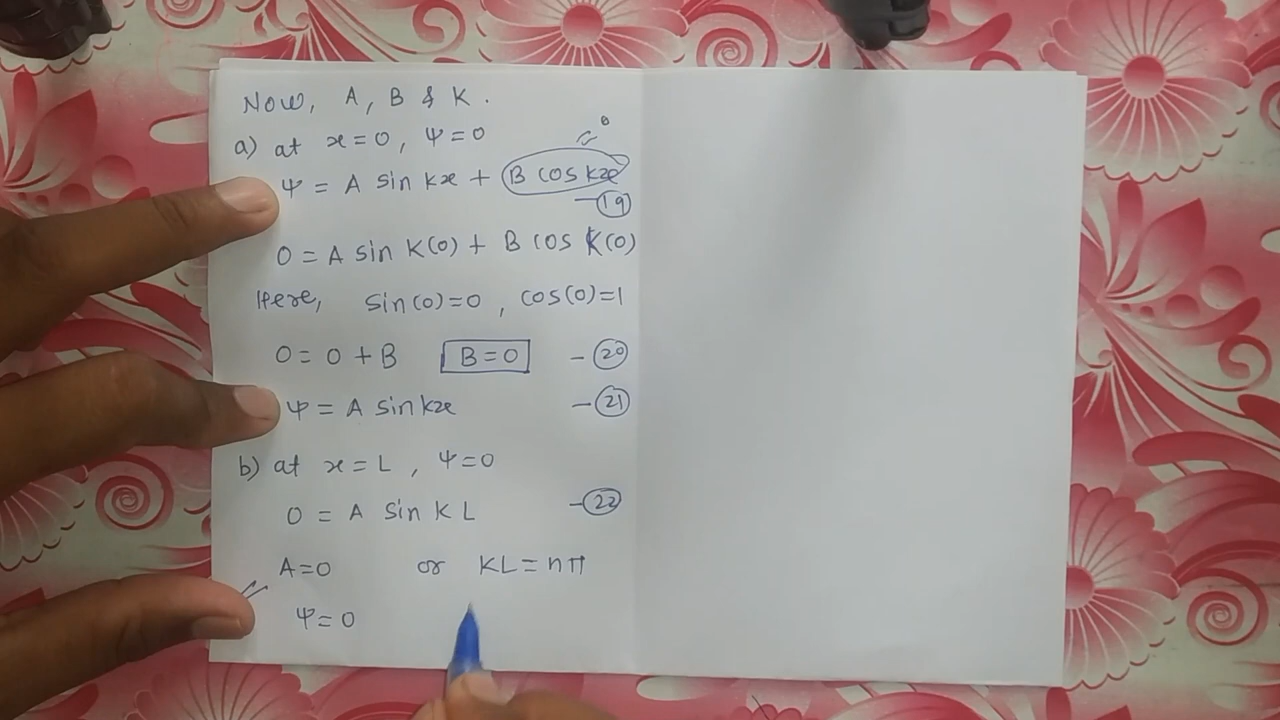 Now, A, B & K.
a) at x=0, ψ=0
0
ψ = A sin kx + B cos kx
-(19)
0 = A sin K(0) + B cos K(0)
Here, sin(0)=0, cos(0)=1
0 = 0 + B B=0 -(20)
ψ = A sin kx -(21)
b) at x=L, ψ=0
0 = A sin K L -(22)
A=0 or KL=nπ
ψ=0